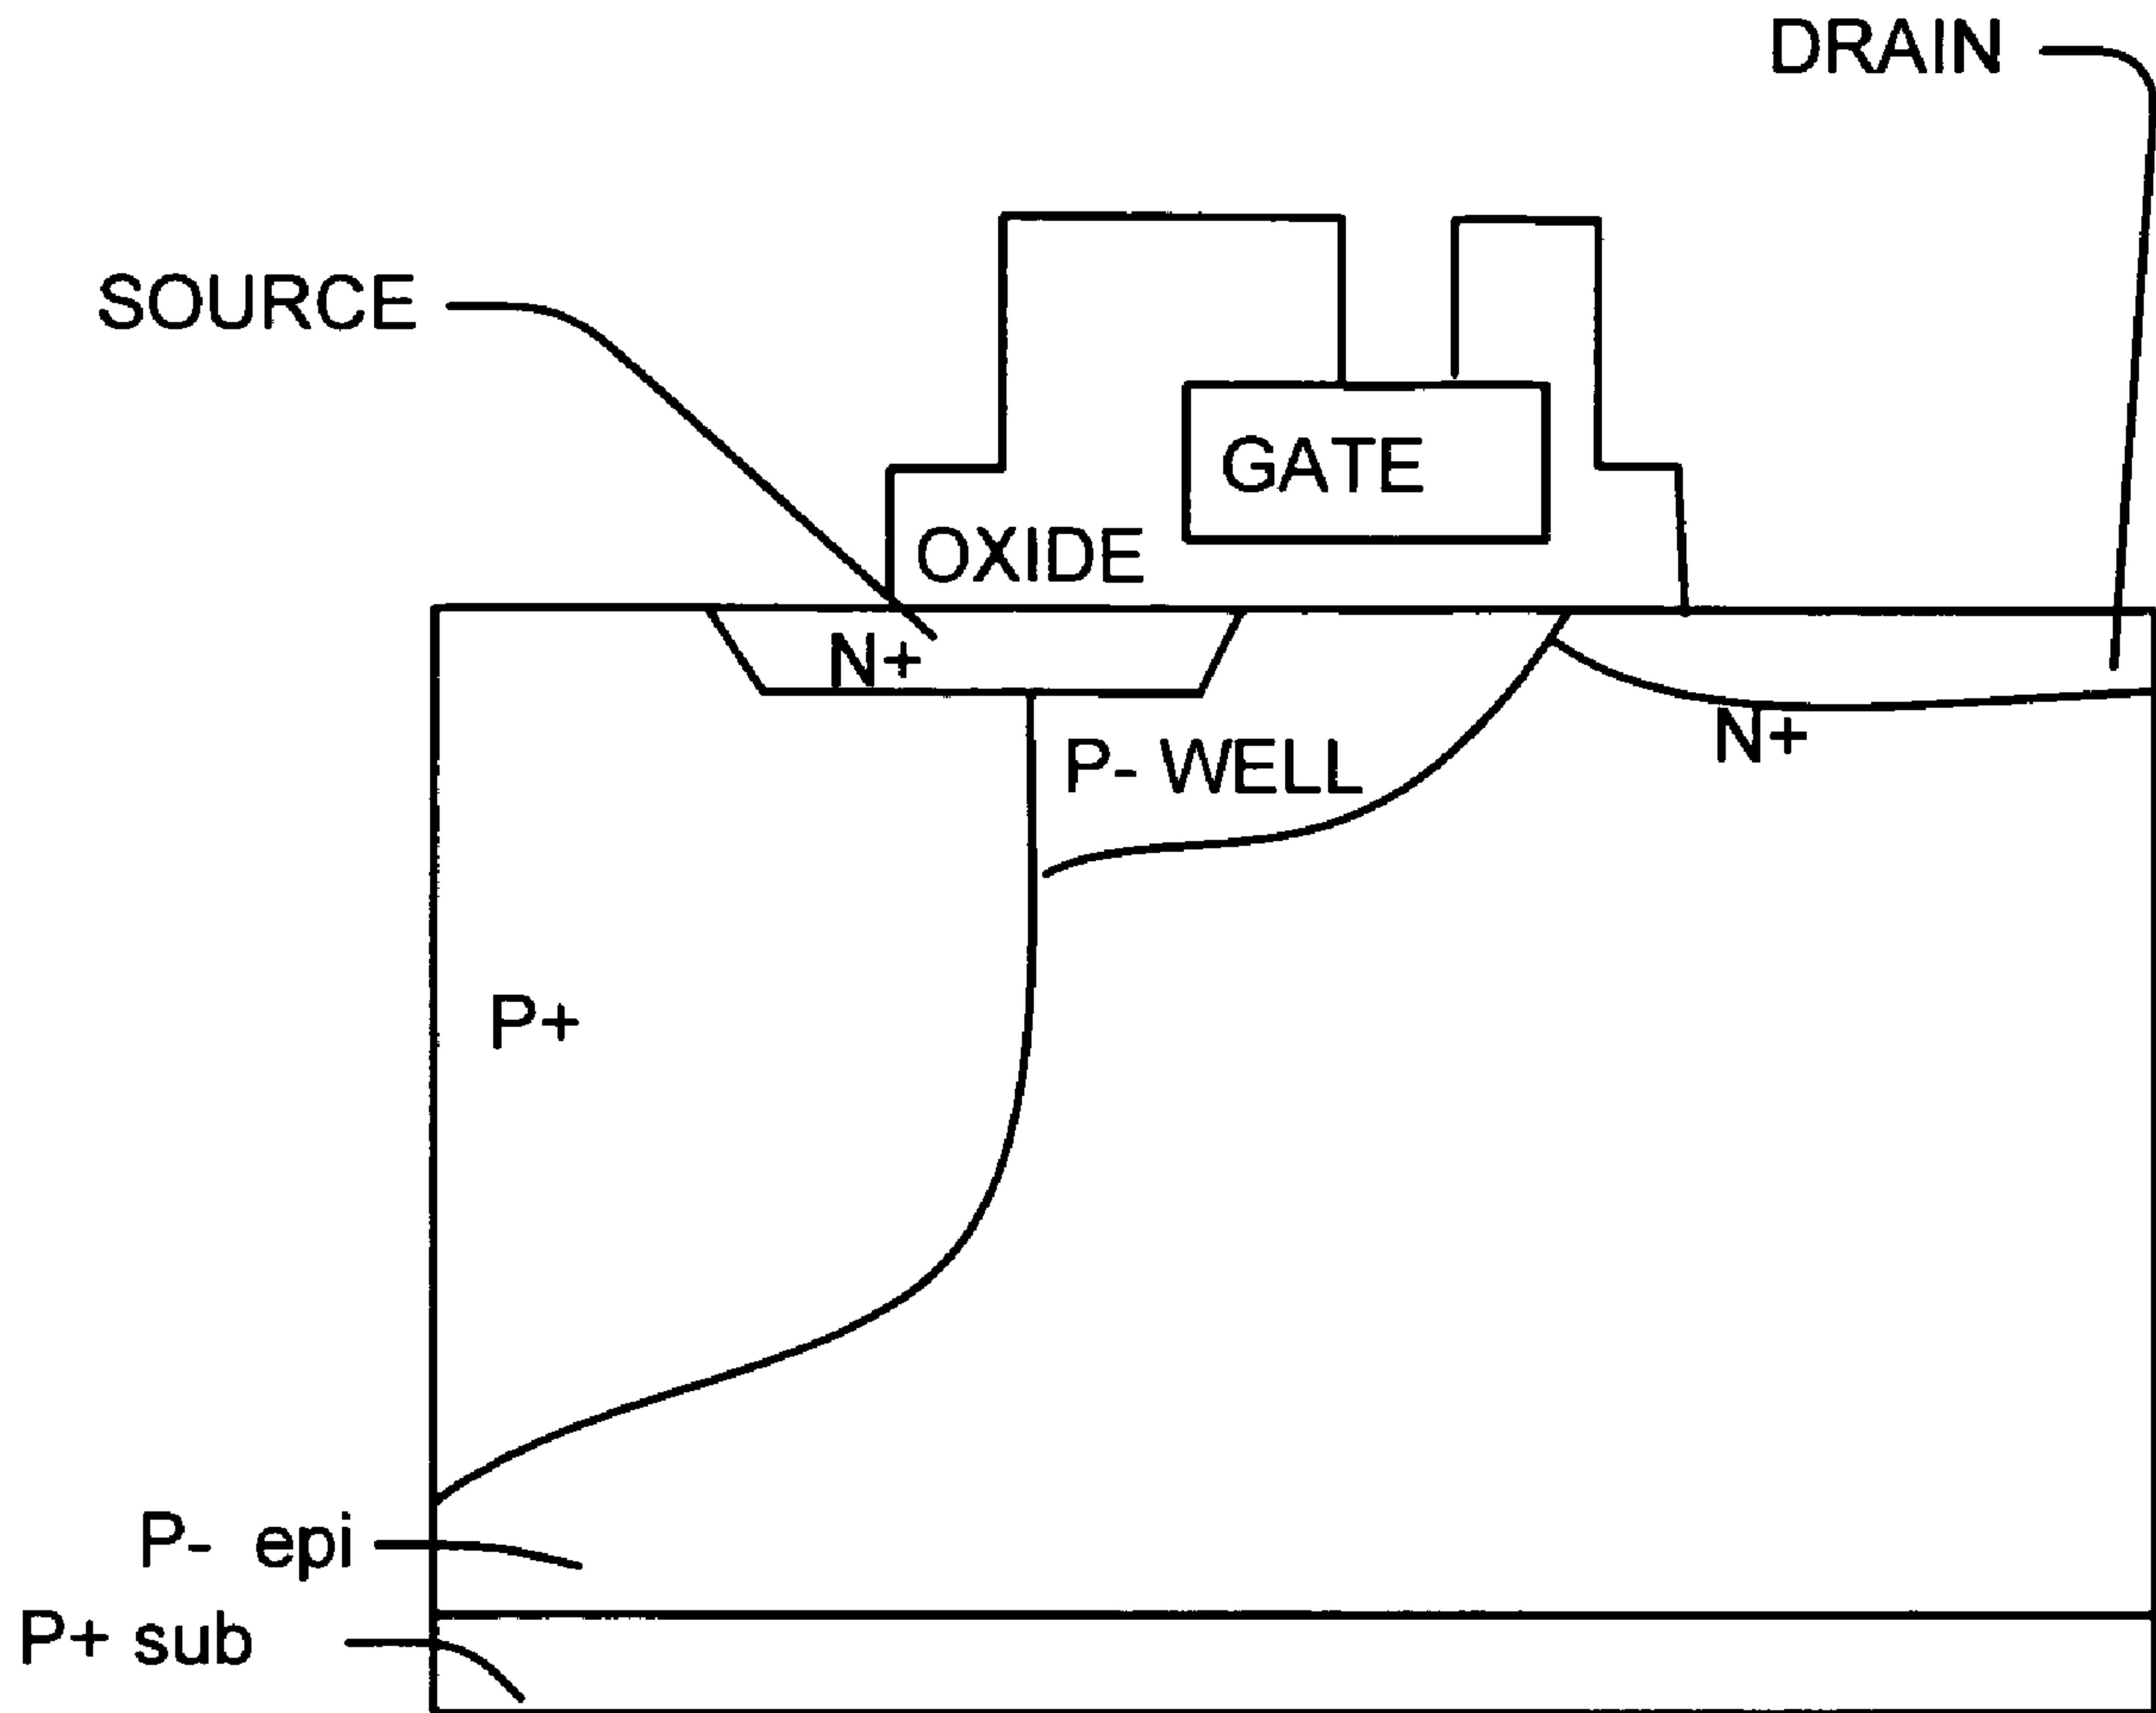 DRAIN
SOURCE
GATE
OXIDE
N+
P- WELL
N+
P+
P- epi
P+ sub